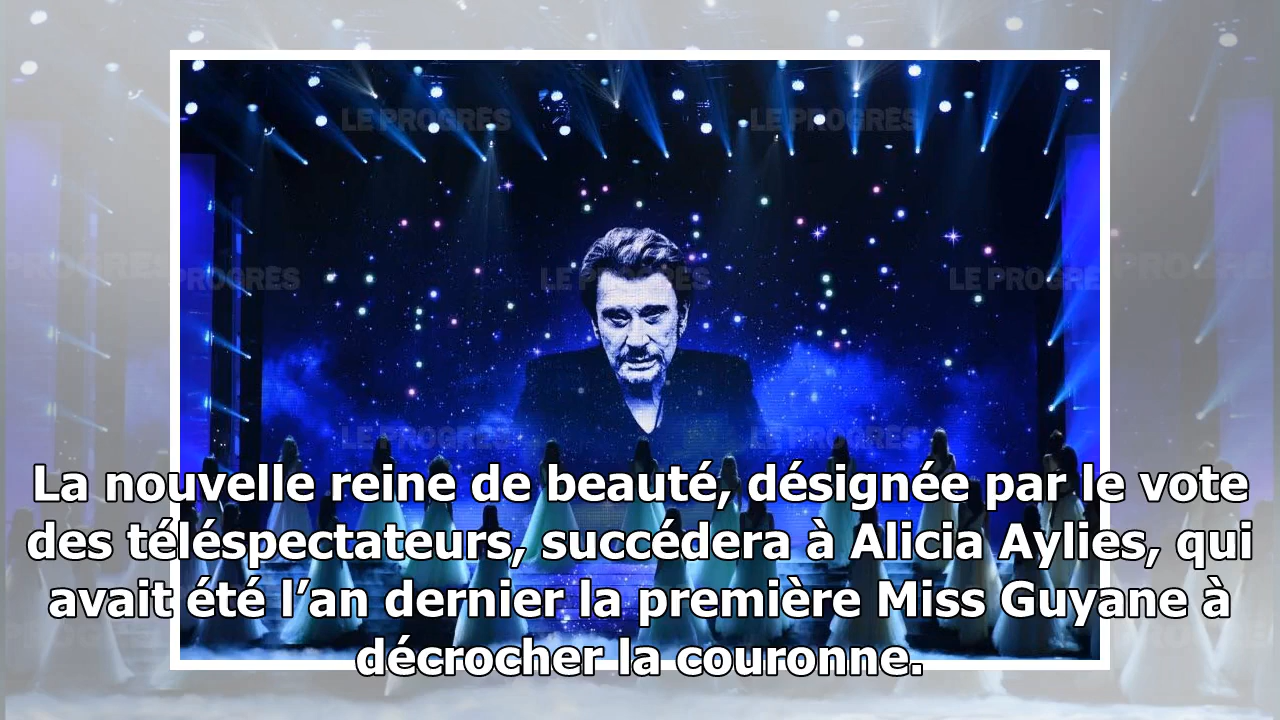 LE PROGRÈS LE PROGRÈS
LE PROGRÈS LE PROGRÈS LE PROGRÈS
LE PROGRÈS LE PROGRÈS
La nouvelle reine de beauté, désignée par le vote
des téléspectateurs, succédera à Alicia Aylies, qui
avait été l’an dernier la première Miss Guyane à
décrocher la couronne.